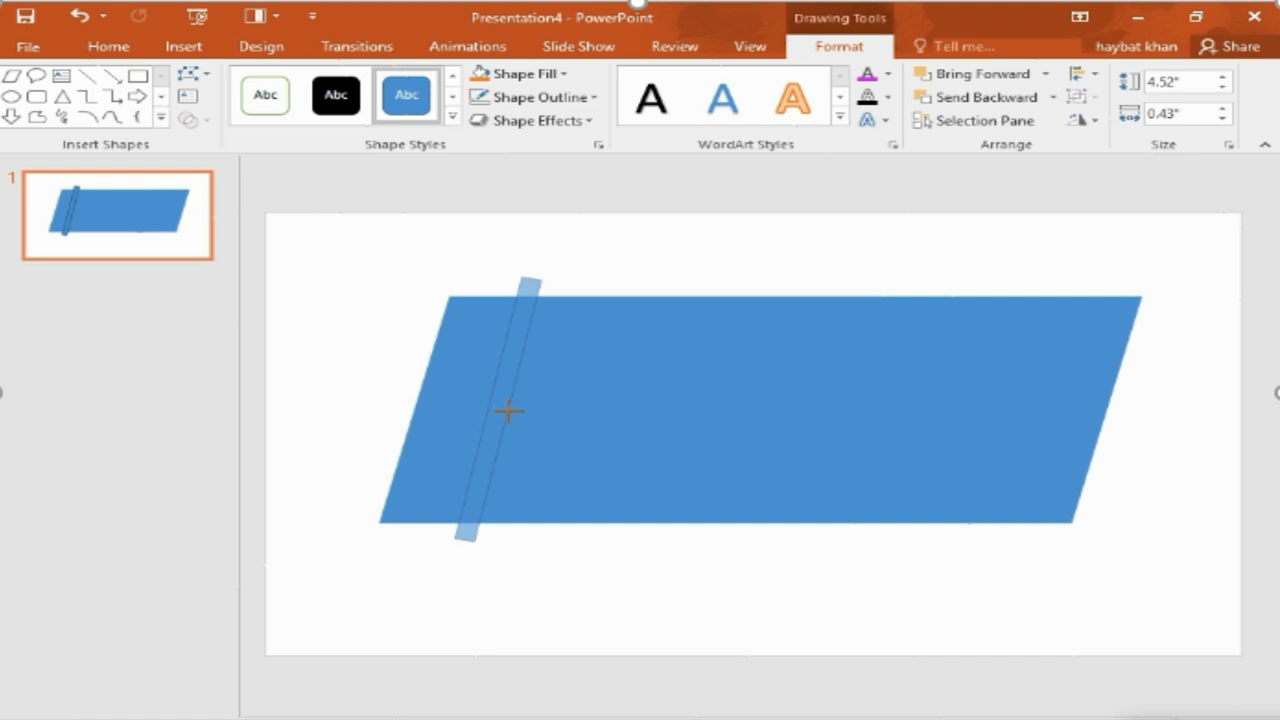 Presentation4 - PowerPoint
Drawing Tools
File Home Insert Design Transitions Animations Slide Show Review View Format Tell me... haybat khan Share
Abc Abc Abc
Shape Fill
Shape Outline
Shape Effects
A A A
A
A
A
Bring Forward
Send Backward
Selection Pane
4.52"
0.43"
Insert Shapes Shape Styles WordArt Styles Arrange Size
1